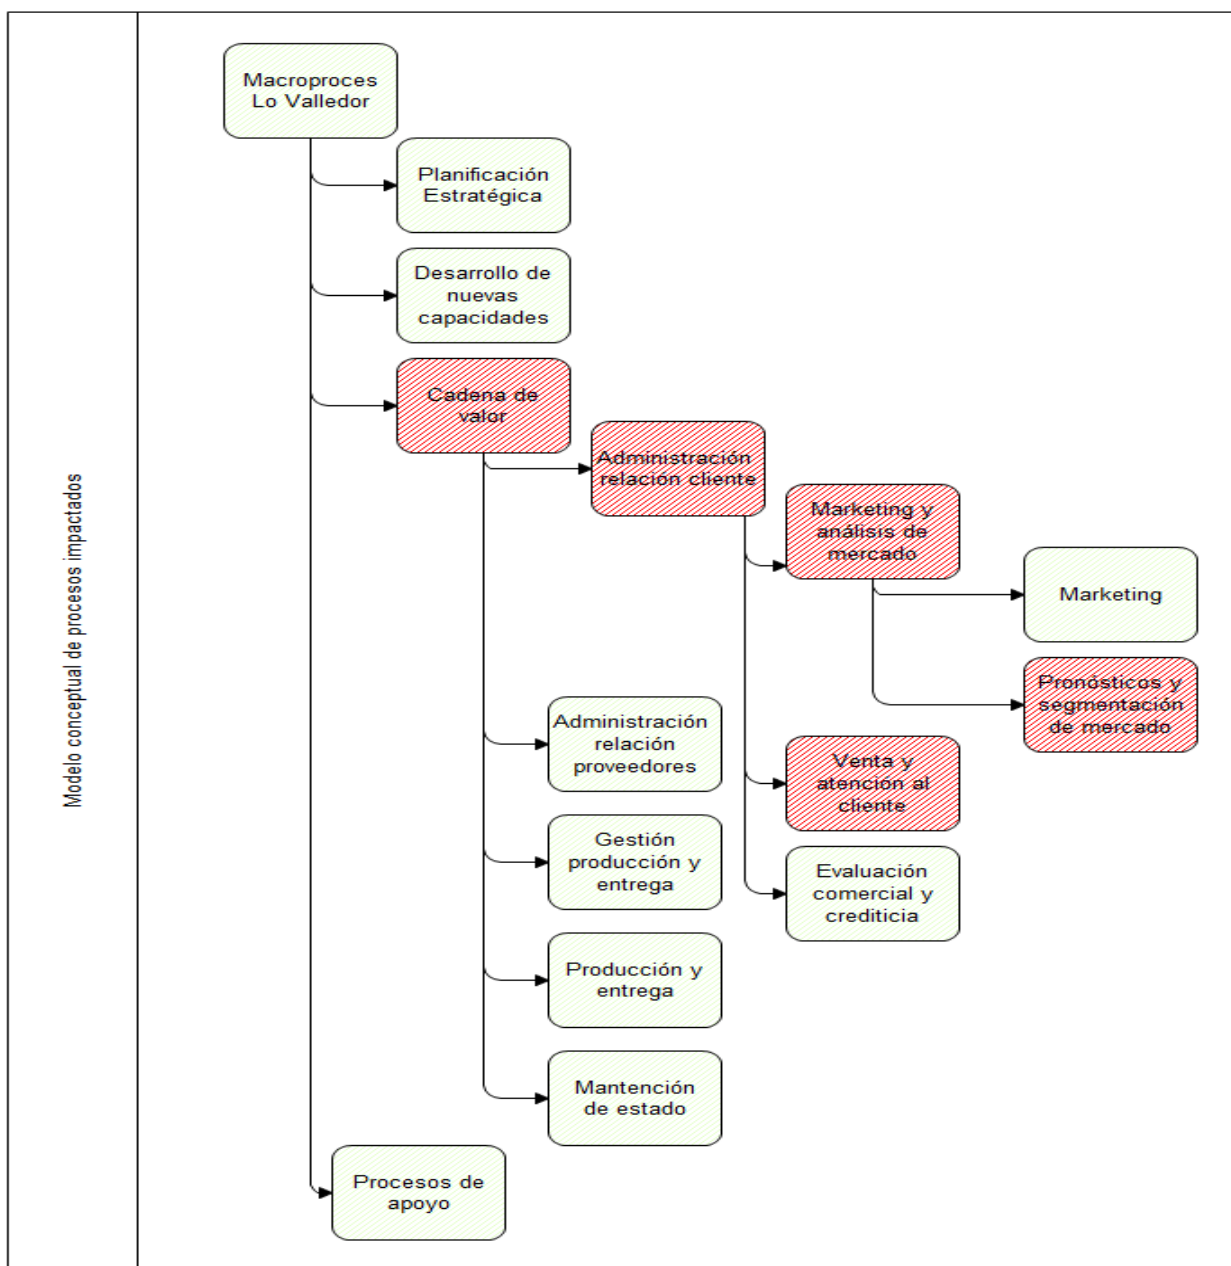 Modelo conceptual de procesos impactados
Macroproces
Lo Valledor
Planificación
Estratégica
Desarrollo de
nuevas
capacidades
Cadena de
valor
Administración
relación cliente
Marketing y
análisis de
mercado
Marketing
Pronósticos y
segmentación
de mercado
Venta y
atención al
cliente
Evaluación
comercial y
crediticia
Administración
relación
proveedores
Gestión
producción y
entrega
Producción y
entrega
Mantención
de estado
Procesos de
apoyo